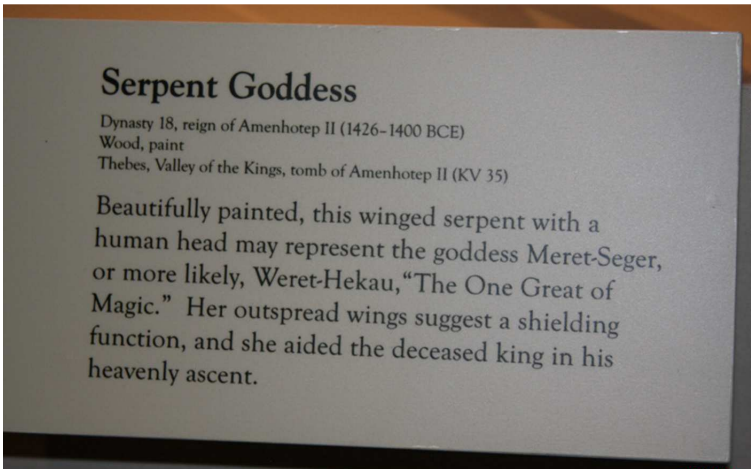 Serpent Goddess
Dynasty 18, reign of Amenhotep II (1426–1400 BCE)
Wood, paint
Thebes, Valley of the Kings, tomb of Amenhotep II (KV 35)
Beautifully painted, this winged serpent with a
human head may represent the goddess Meret-Seger,
or more likely, Weret-Hekau,“The One Great of
Magic.” Her outspread wings suggest a shielding
function, and she aided the deceased king in his
heavenly ascent.